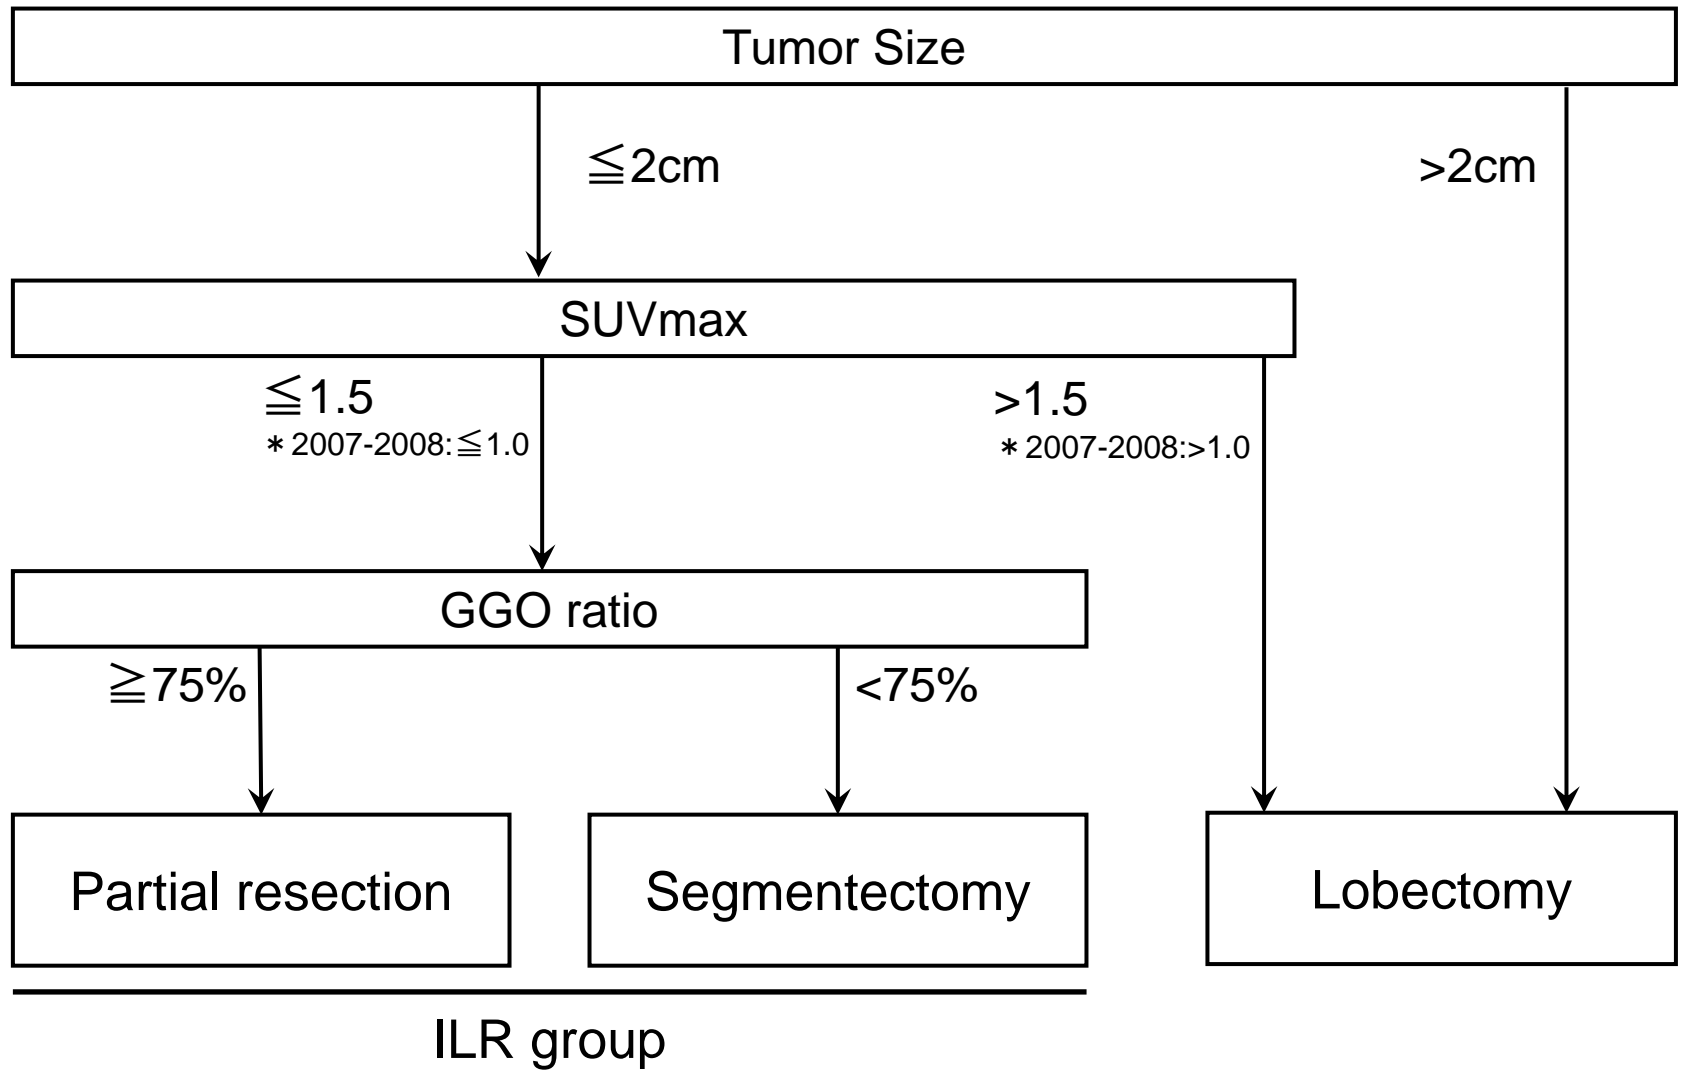 Tumor Size
≦2cm
>2cm
SUVmax
≦1.5
>1.5
*2007-2008:≦1.0
*2007-2008:>1.0
GGO ratio
≧75%
<75%
Partial resection
Segmentectomy
Lobectomy
ILR group